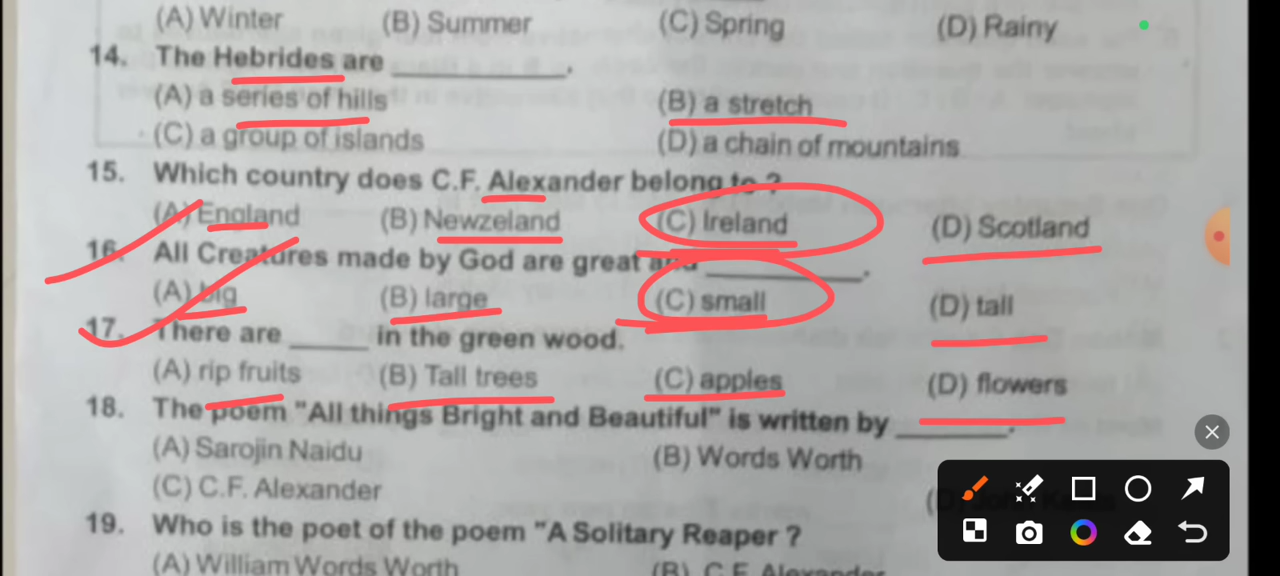 (A) Winter (B) Summer (C) Spring (D) Rainy
14. The Hebrides are ________.
(A) a series of hills (B) a stretch
(C) a group of islands (D) a chain of mountains
15. Which country does C.F. Alexander belong to ?
(A) England (B) Newzeland (C) Ireland (D) Scotland
16. All Creatures made by God are great and ________.
(A) big (B) large (C) small (D) tall
17. There are ____ in the green wood.
(A) rip fruits (B) Tall trees (C) apples (D) flowers
18. The poem "All things Bright and Beautiful" is written by ______.
(A) Sarojin Naidu (B) Words Worth
(C) C.F. Alexander
19. Who is the poet of the poem "A Solitary Reaper ?
(A) William Words Worth (B) C.F. Alexander